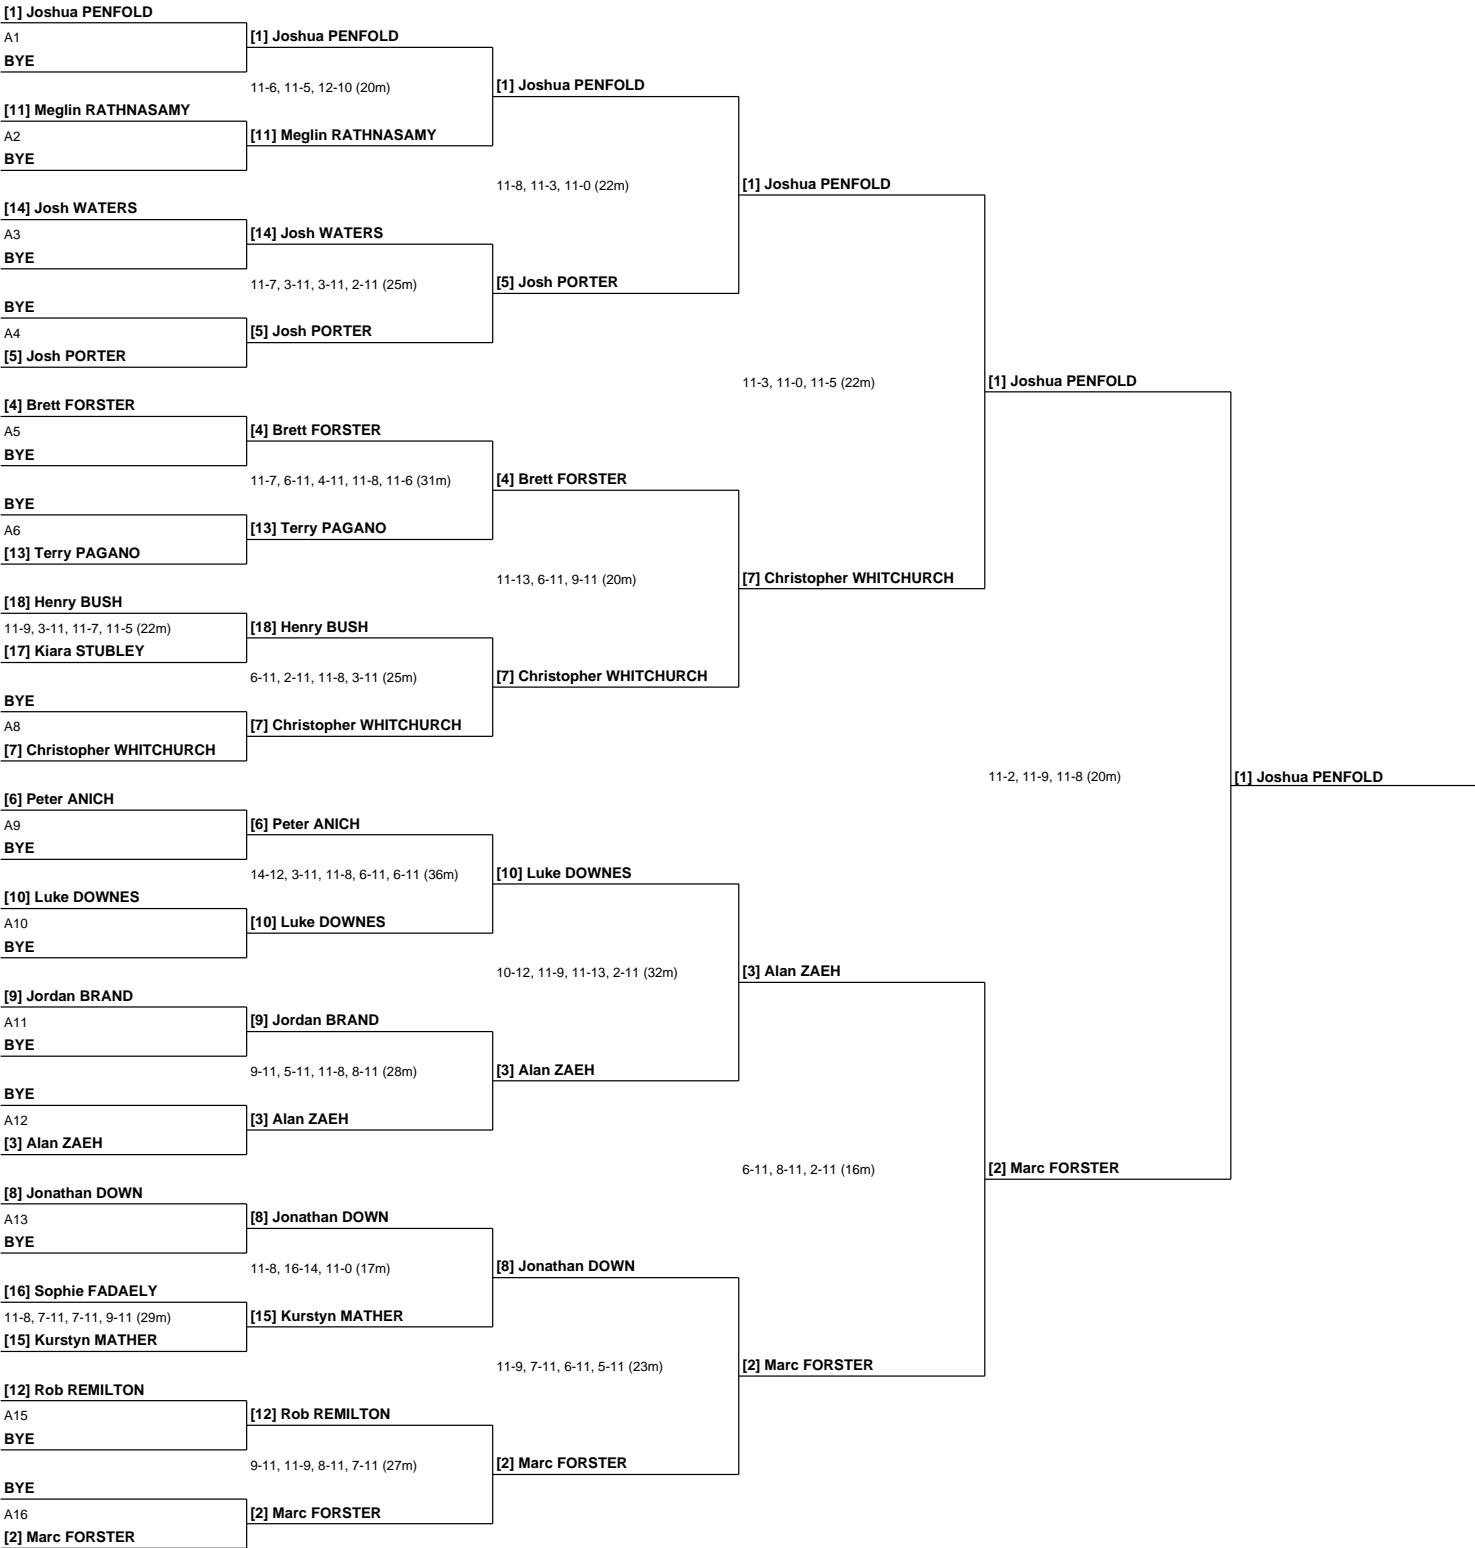 [1] Joshua PENFOLD
A1
BYE
[11] Meglin RATHNASAMY
A2
BYE
[14] Josh WATERS
A3
BYE
BYE
A4
[5] Josh PORTER
[4] Brett FORSTER
A5
BYE
BYE
A6
[13] Terry PAGANO
[18] Henry BUSH
11-9, 3-11, 11-7, 11-5 (22m)
[17] Kiara STUBLEY
BYE
A8
[7] Christopher WHITCHURCH
[6] Peter ANICH
A9
BYE
[10] Luke DOWNES
A10
BYE
[9] Jordan BRAND
A11
BYE
BYE
A12
[3] Alan ZAEH
[8] Jonathan DOWN
A13
BYE
[16] Sophie FADAELY
11-8, 7-11, 7-11, 9-11 (29m)
[15] Kurstyn MATHER
[12] Rob REMILTON
A15
BYE
BYE
A16
[2] Marc FORSTER
[1] Joshua PENFOLD
11-6, 11-5, 12-10 (20m)
[11] Meglin RATHNASAMY
[14] Josh WATERS
11-7, 3-11, 3-11, 2-11 (25m)
[5] Josh PORTER
[4] Brett FORSTER
11-7, 6-11, 4-11, 11-8, 11-6 (31m)
[13] Terry PAGANO
[18] Henry BUSH
6-11, 2-11, 11-8, 3-11 (25m)
[7] Christopher WHITCHURCH
[6] Peter ANICH
14-12, 3-11, 11-8, 6-11, 6-11 (36m)
[10] Luke DOWNES
[9] Jordan BRAND
9-11, 5-11, 11-8, 8-11 (28m)
[3] Alan ZAEH
[8] Jonathan DOWN
11-8, 16-14, 11-0 (17m)
[15] Kurstyn MATHER
[12] Rob REMILTON
9-11, 11-9, 8-11, 7-11 (27m)
[2] Marc FORSTER
[1] Joshua PENFOLD
11-8, 11-3, 11-0 (22m)
[5] Josh PORTER
[4] Brett FORSTER
11-13, 6-11, 9-11 (20m)
[7] Christopher WHITCHURCH
[10] Luke DOWNES
10-12, 11-9, 11-13, 2-11 (32m)
[3] Alan ZAEH
[8] Jonathan DOWN
11-9, 7-11, 6-11, 5-11 (23m)
[2] Marc FORSTER
[1] Joshua PENFOLD
11-3, 11-0, 11-5 (22m)
[7] Christopher WHITCHURCH
[3] Alan ZAEH
6-11, 8-11, 2-11 (16m)
[2] Marc FORSTER
[1] Joshua PENFOLD
11-2, 11-9, 11-8 (20m)
[2] Marc FORSTER
[1] Joshua PENFOLD